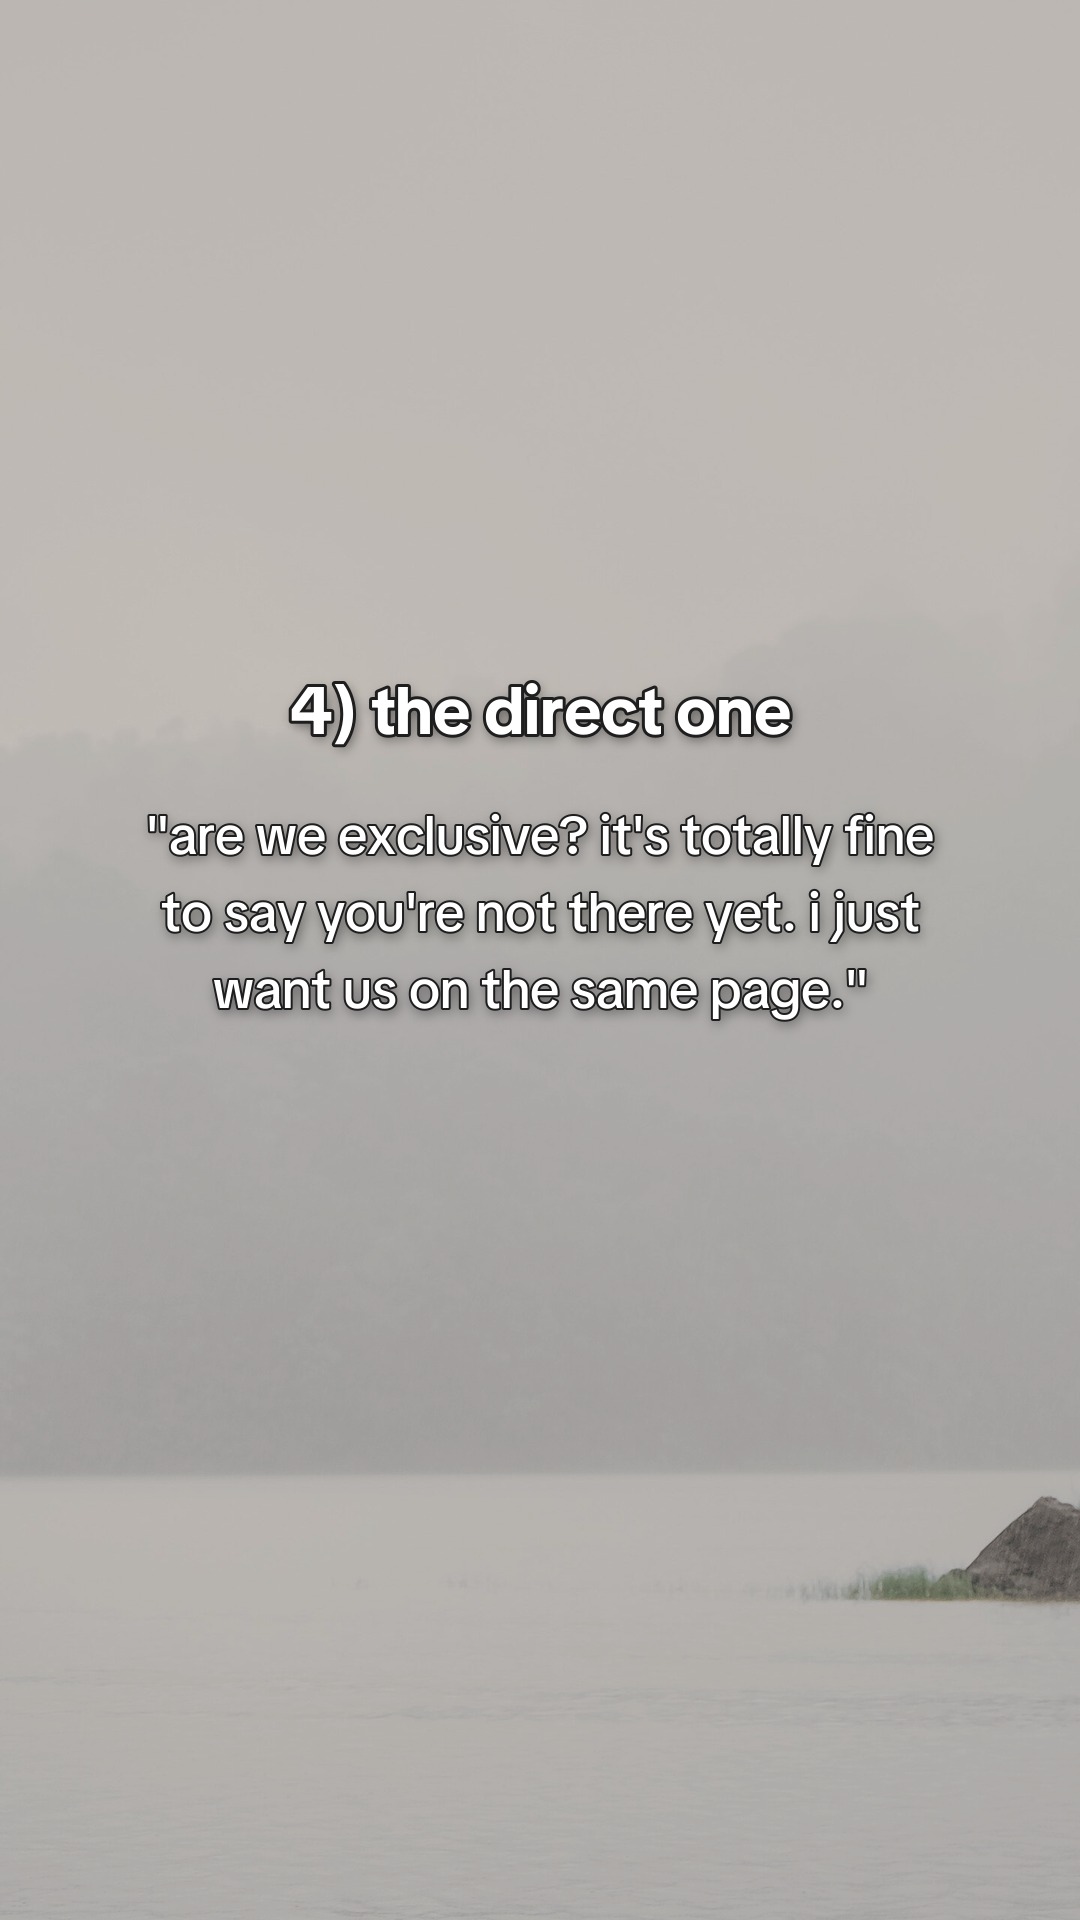 4) the direct one
"are we exclusive? it's totally fine
to say you're not there yet. i just
want us on the same page."